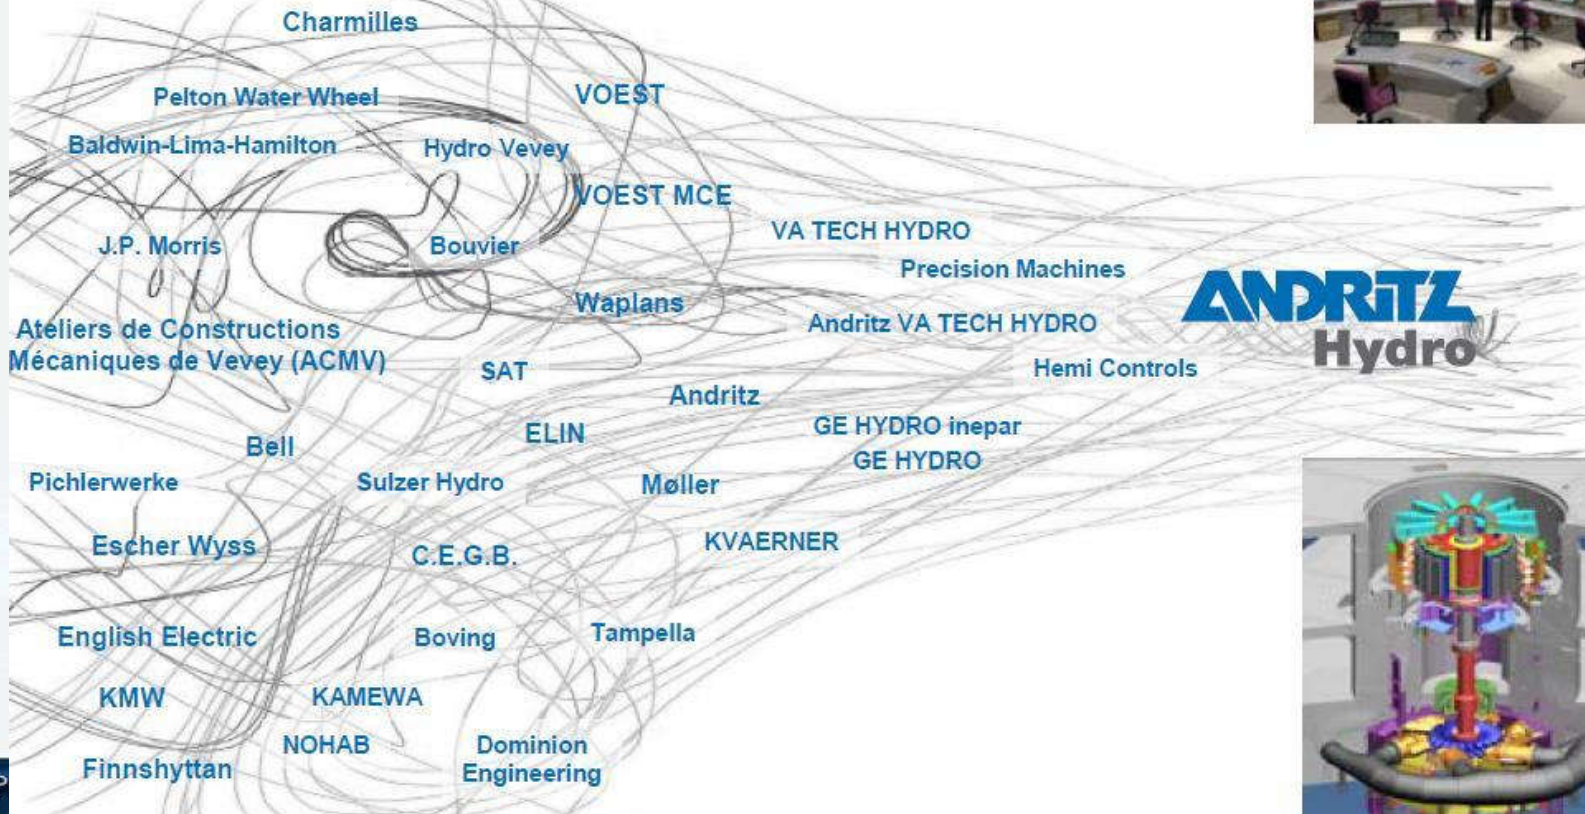 Charmilles
Pelton Water Wheel
VOEST
Baldwin-Lima-Hamilton
Hydro Vevey
VOEST MCE
J.P. Morris
Bouvier
VA TECH HYDRO
Precision Machines
Waplans
Andritz VA TECH HYDRO
ANDRITZ
Hydro
Ateliers de Constructions
Mécaniques de Vevey (ACMV)
SAT
Hemi Controls
Andritz
ELIN
GE HYDRO inepar
GE HYDRO
Bell
Pichlerwerke
Sulzer Hydro
Møller
Escher Wyss
C.E.G.B.
KVAERNER
English Electric
Boving
Tampella
KMW
KAMEWA
NOHAB
Dominion
Engineering
Finnshyttan